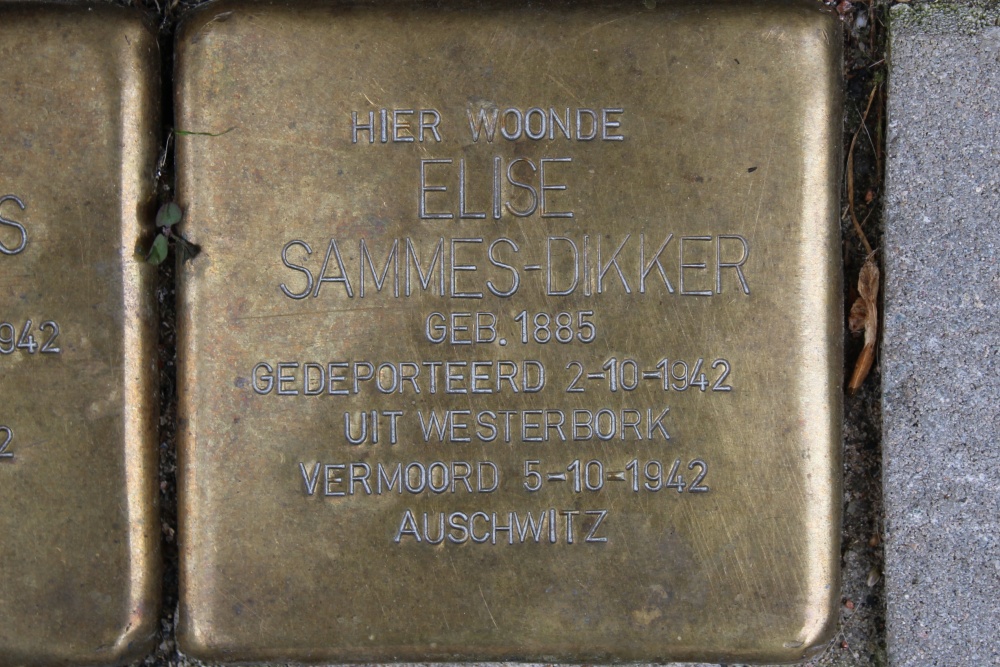 HIER WOONDE
ELISE
SAMMES-DIKKER
GEB. 1885
GEDEPORTEERD 2-10-1942
UIT WESTERBORK
VERMOORD 5-10-1942
AUSCHWITZ